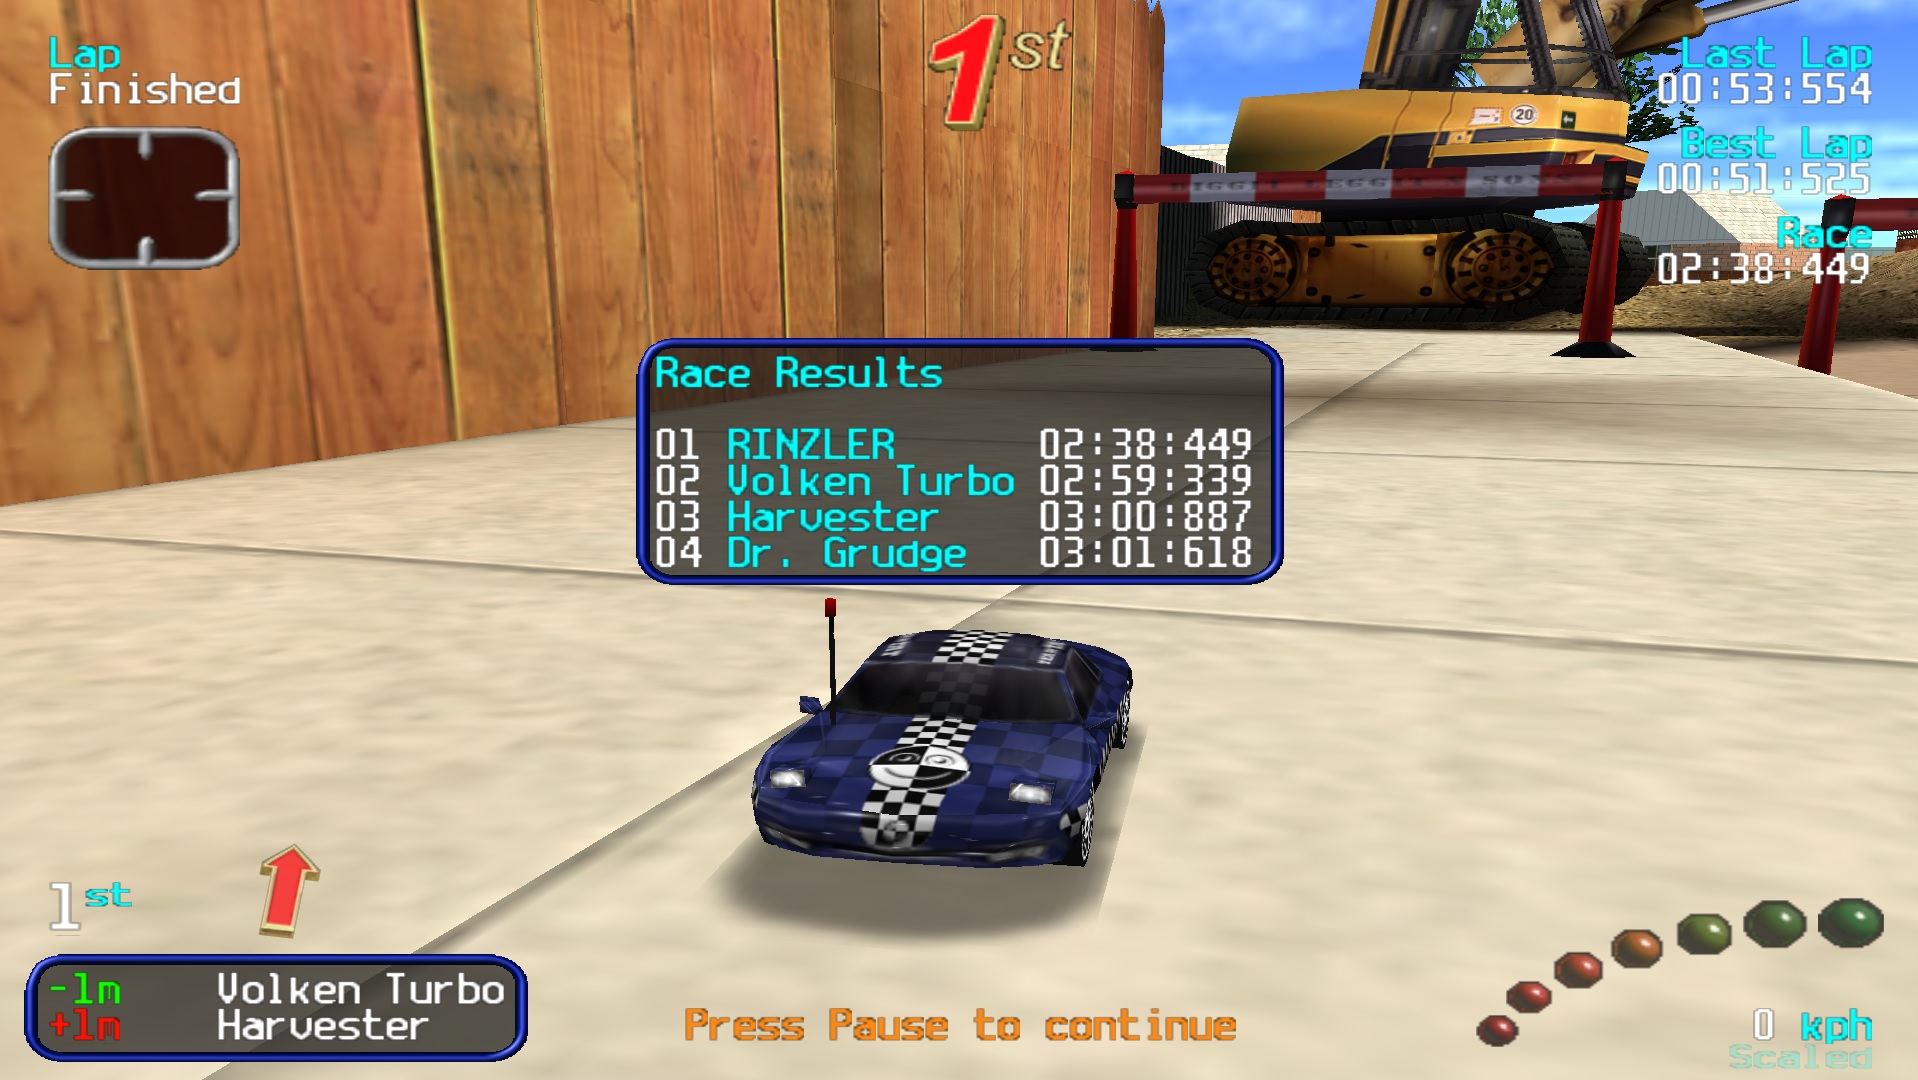 Lap
Finished
1st
Last Lap
00:53:554
Best Lap
00:51:525
Race
02:38:449
20
Race Results
01 RINZLER 02:38:449
02 Volken Turbo 02:59:339
03 Harvester 03:00:887
04 Dr. Grudge 03:01:618
1st
-1m Volken Turbo
+1m Harvester
Press Pause to continue
0 kph
Scaled